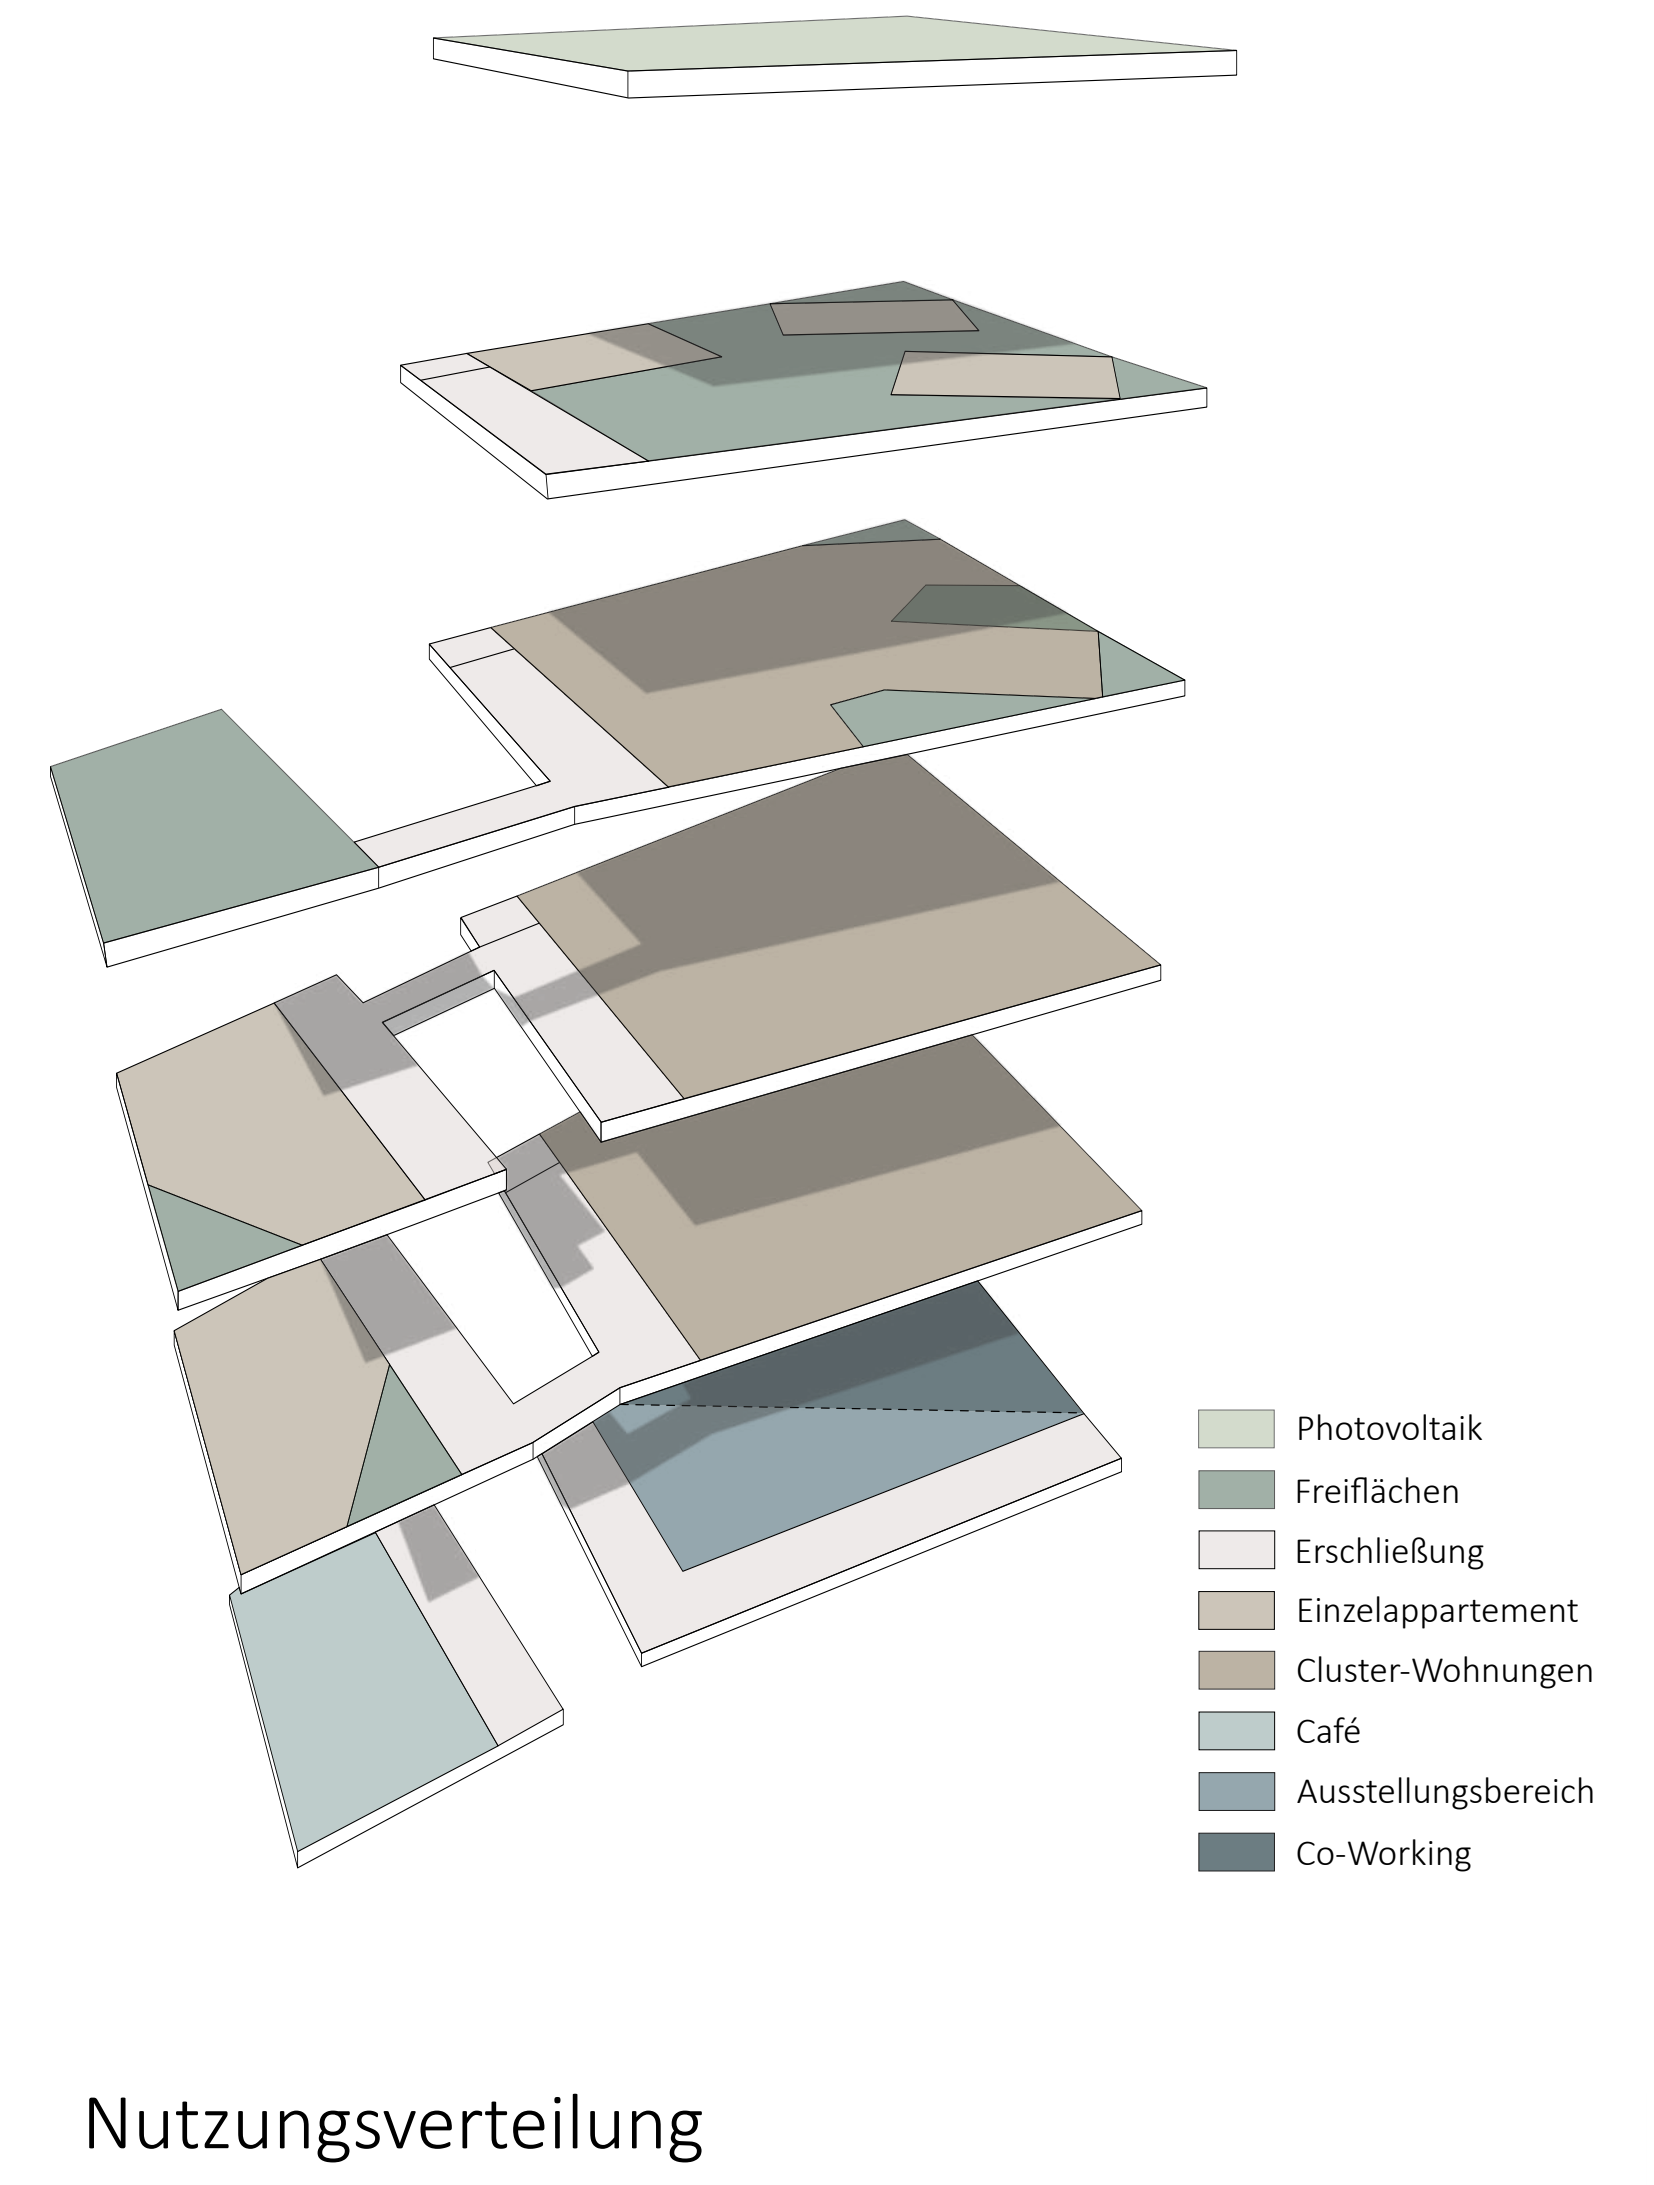 Photovoltaik
Freiflächen
Erschließung
Einzelappartement
Cluster-Wohnungen
Café
Ausstellungsbereich
Co-Working
Nutzungsverteilung